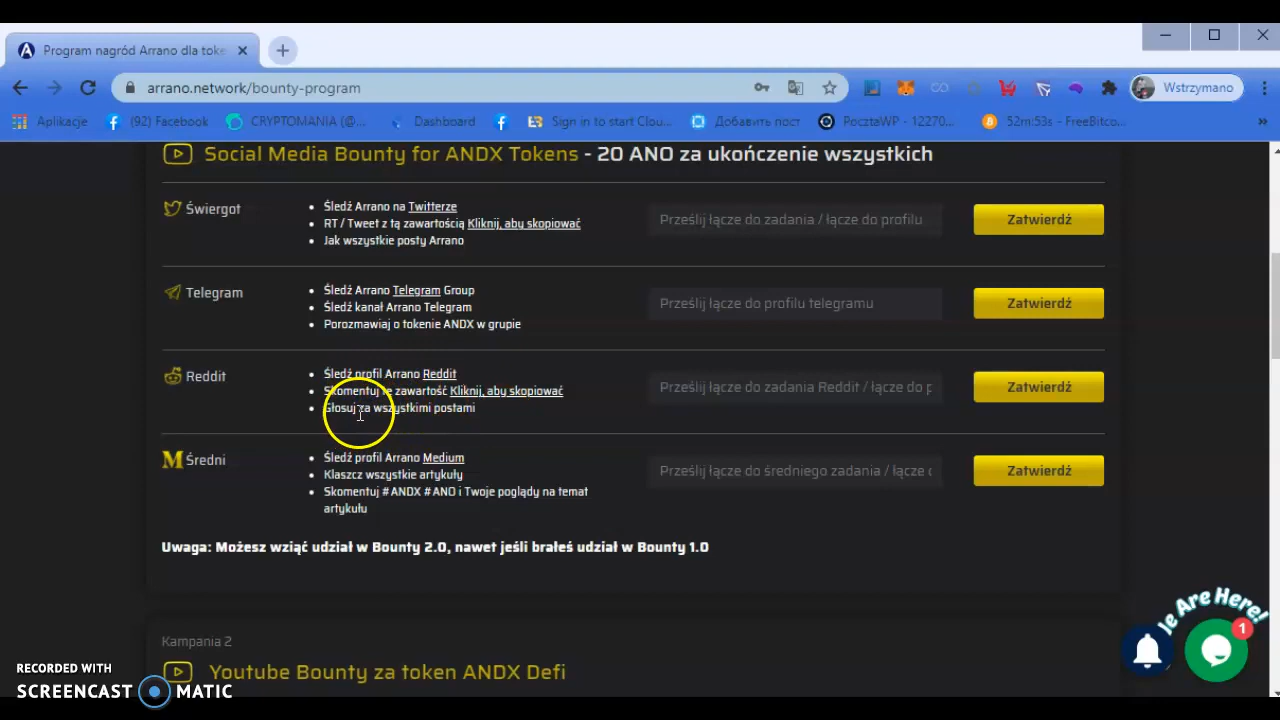 Program nagród Arrano dla toke
arrano.network/bounty-program
Wstrzymano
Aplikacje
(92) Facebook
CRYPTOMANIA (@...
Dashboard
Sign in to start Clou...
Добавить пост
PocztaWP - 12270...
52m:53s - FreeBitco...
Social Media Bounty for ANDX Tokens - 20 ANO za ukończenie wszystkich
Świergot
Śledź Arrano na Twitterze
RT / Tweet z tą zawartością Kliknij, aby skopiować
Jak wszystkie posty Arrano
Prześlij łącze do zadania / łącze do profilu
Zatwierdź
Telegram
Śledź Arrano Telegram Group
Śledź kanał Arrano Telegram
Porozmawiaj o tokenie ANDX w grupie
Prześlij łącze do profilu telegramu
Zatwierdź
Reddit
Śledź profil Arrano Reddit
Skomentuj tę zawartość Kliknij, aby skopiować
Głosuj za wszystkimi postami
Prześlij łącze do zadania Reddit / łącze do p
Zatwierdź
Średni
Śledź profil Arrano Medium
Klaszcz wszystkie artykuły
Skomentuj #ANDX #ANO i Twoje poglądy na temat
artykułu
Prześlij łącze do średniego zadania / łącze c
Zatwierdź
Uwaga: Możesz wziąć udział w Bounty 2.0, nawet jeśli brałeś udział w Bounty 1.0
Kampania 2
Youtube Bounty za token ANDX Defi
Are Here!
1
RECORDED WITH
SCREENCAST MATIC